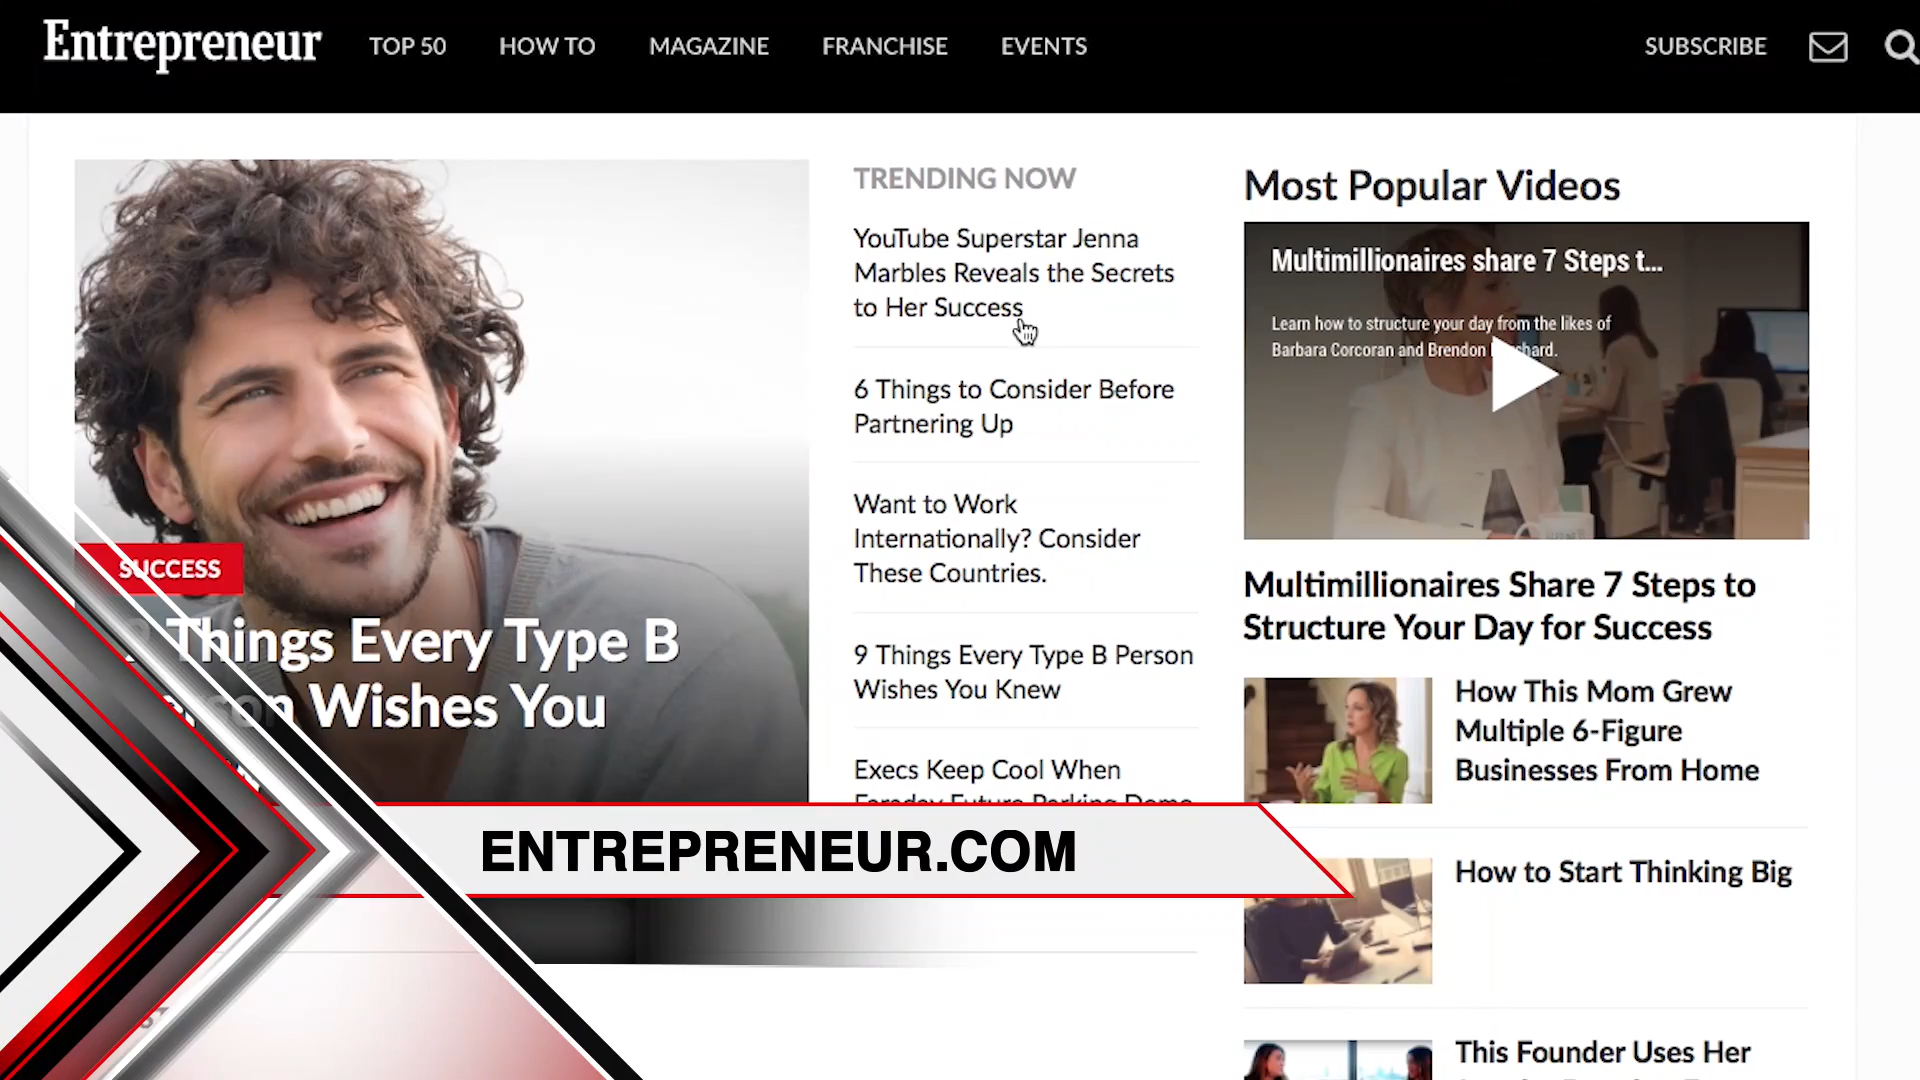 Entrepreneur
TOP 50
HOW TO
MAGAZINE
FRANCHISE
EVENTS
SUBSCRIBE
SUCCESS
Things Every Type B
Wishes You
TRENDING NOW
YouTube Superstar Jenna
Marbles Reveals the Secrets
to Her Success
6 Things to Consider Before
Partnering Up
Want to Work
Internationally? Consider
These Countries.
9 Things Every Type B Person
Wishes You Knew
Execs Keep Cool When
Faraday Future Parking Demo
Most Popular Videos
Multimillionaires share 7 Steps t...
Learn how to structure your day from the likes of
Barbara Corcoran and Brendon
Multimillionaires Share 7 Steps to
Structure Your Day for Success
How This Mom Grew
Multiple 6-Figure
Businesses From Home
How to Start Thinking Big
This Founder Uses Her
ENTREPRENEUR.COM